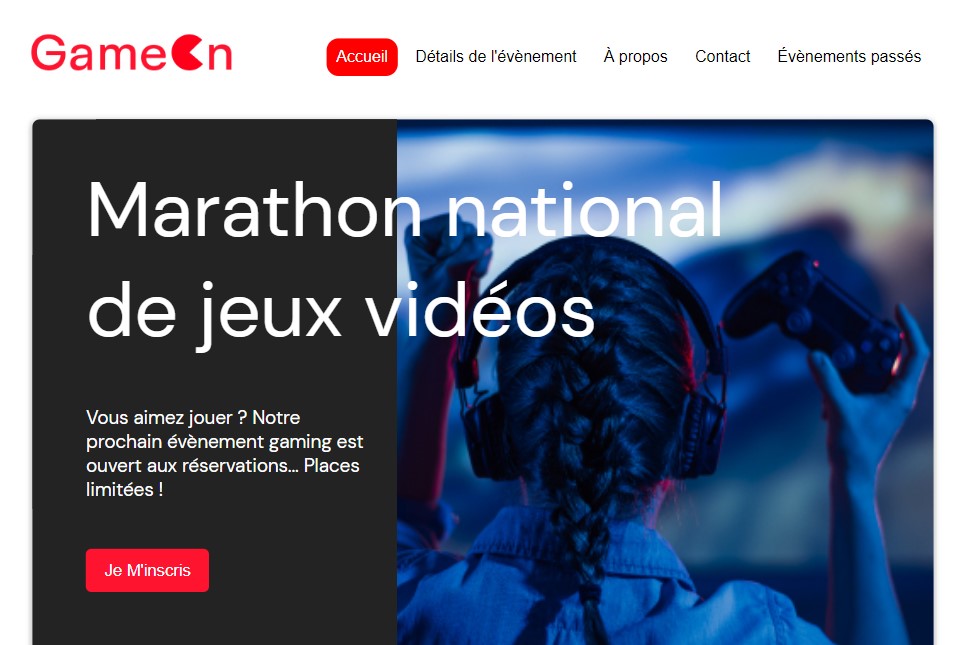 GameOn
Accueil Détails de l'évènement À propos Contact Évènements passés
Marathon national
de jeux vidéos
Vous aimez jouer ? Notre
prochain évènement gaming est
ouvert aux réservations... Places
limitées !
Je M'inscris